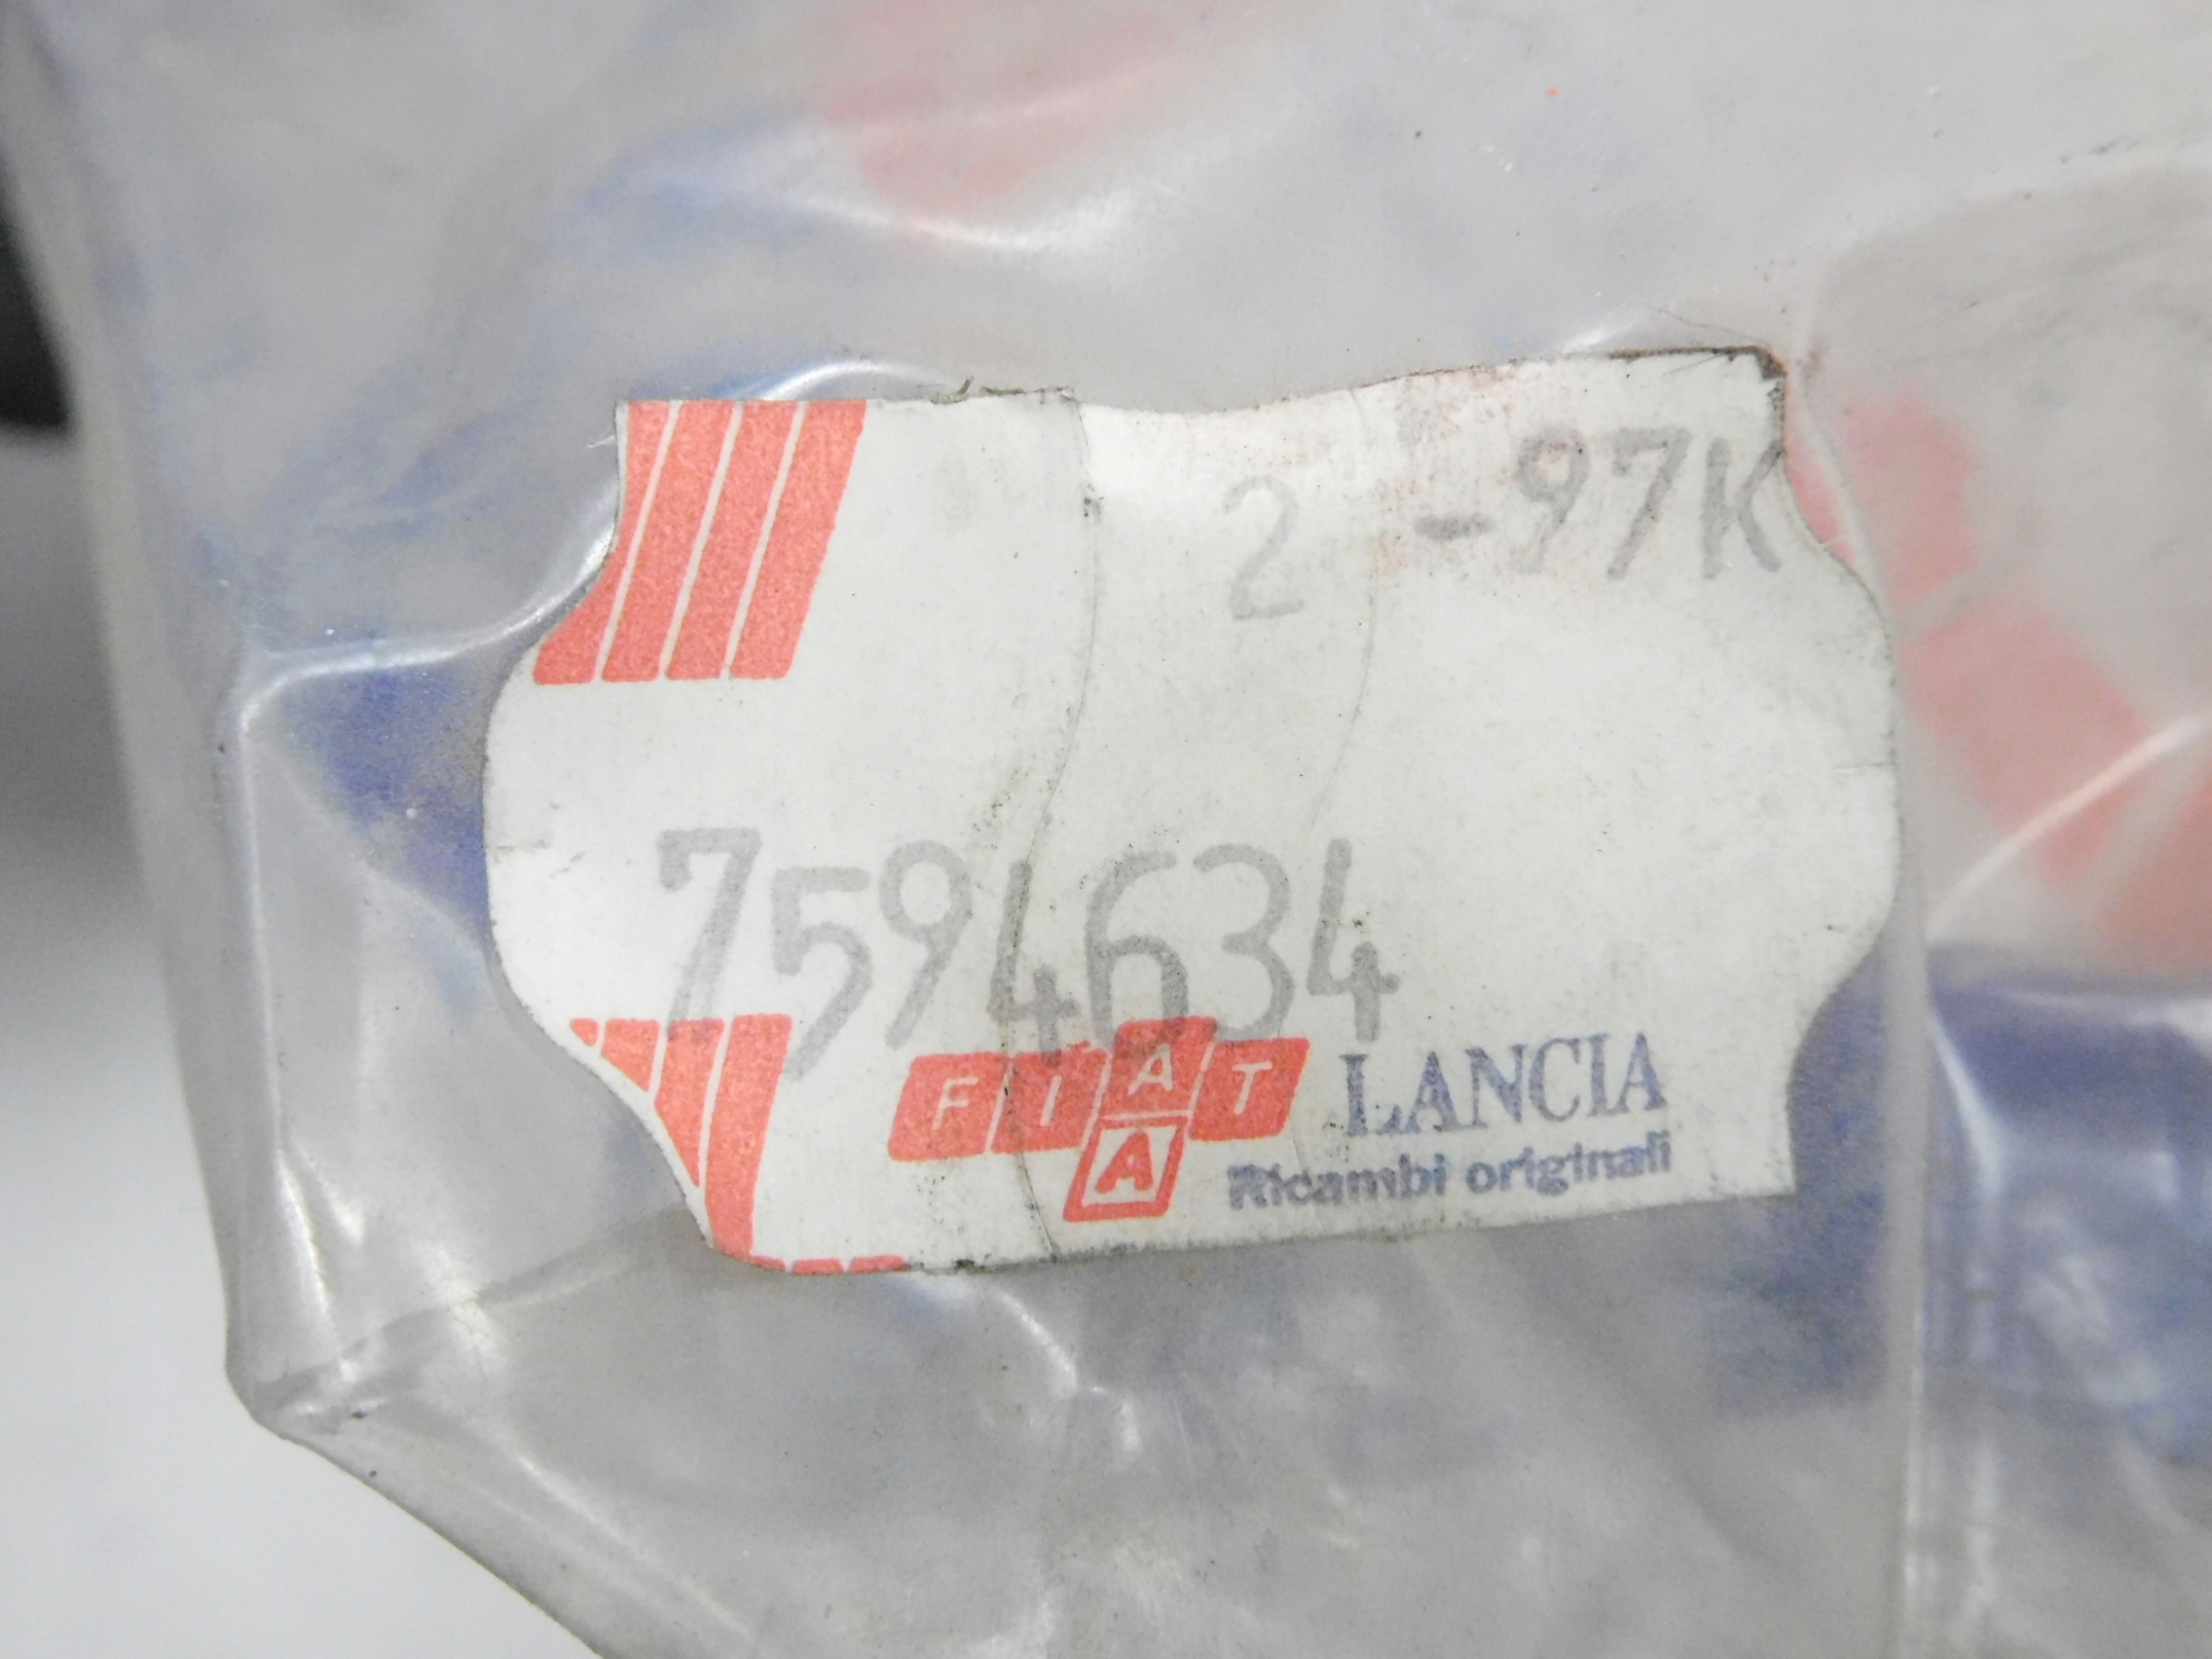 2 -97K
7594634
FIAT LANCIA
A
Ricambi originali